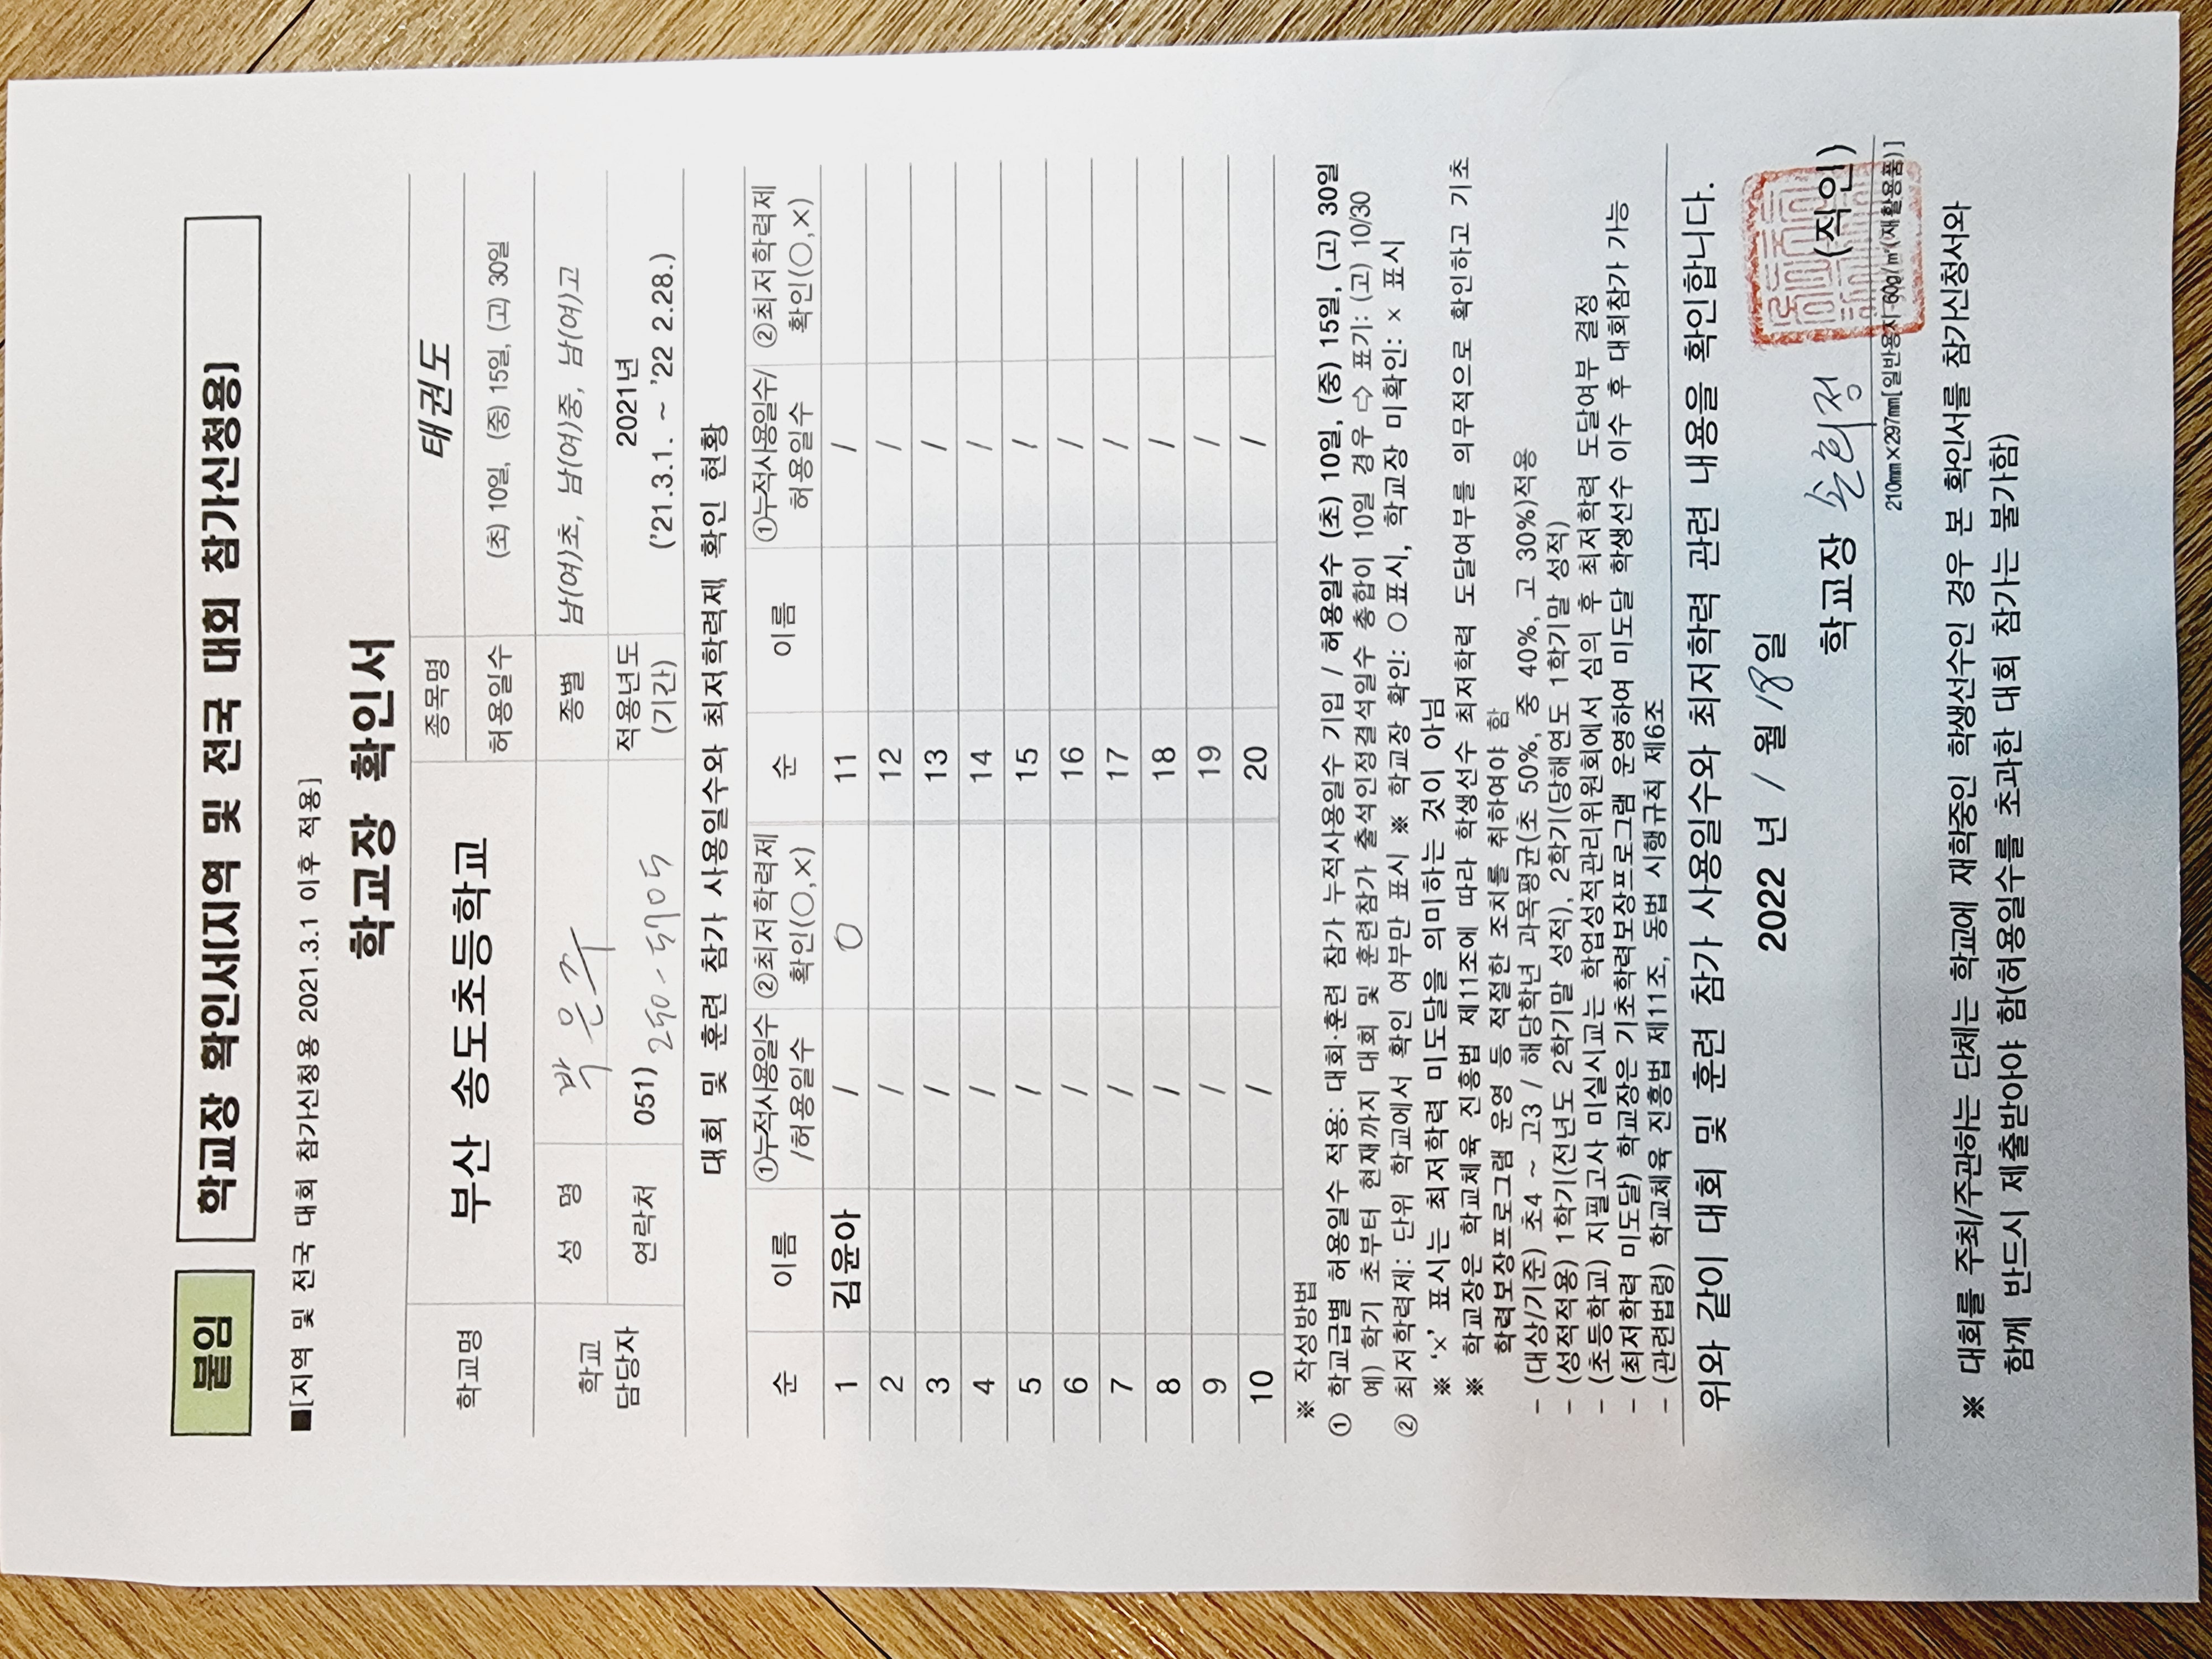 붙임 학교장 확인서(지역 및 전국 대회 참가신청용)
■[지역 및 전국 대회 참가신청용 2021.3.1 이후 적용]
학교장 확인서
학교명 부산 송도초등학교 종목명 태권도
허용일수 (초) 10일, (중) 15일, (고) 30일
학교 담당자 성 명 박은주 종별 남(여)초, 남(여)중, 남(여)고
연락처 051) 적용년도 (기간) 2021년 ('21.3.1. ~ '22 2.28.)
대회 및 훈련 참가 사용일수와 최저학력제 확인 현황
순 이름 ①누적사용일수 /허용일수 ②최저학력제 확인(○,×) 순 이름 ①누적사용일수/ 허용일수 ②최저학력제 확인(○,×)
1 김윤아 / ○ 11 /
2 / 12 /
3 / 13 /
4 / 14 /
5 / 15 /
6 / 16 /
7 / 17 /
8 / 18 /
9 / 19 /
10 / 20 /
※ 작성방법
① 학교급별 허용일수 적용: 대회·훈련 참가 누적사용일수 기입 / 허용일수 (초) 10일, (중) 15일, (고) 30일
예) 학기 초부터 현재까지 대회 및 훈련참가 출석인정결석일수 총합이 10일 경우 ⇨ 표기: (고) 10/30
② 최저학력제: 단위 학교에서 확인 여부만 표시 ※ 학교장 확인: ○표시, 학교장 미확인: × 표시
※ '×' 표시는 최저학력 미도달을 의미하는 것이 아님
※ 학교장은 학교체육 진흥법 제11조에 따라 학생선수 최저학력 도달여부를 의무적으로 확인하고 기초
학력보장프로그램 운영 등 적절한 조치를 취하여야 함
- (대상/기준) 초4 ~ 고3 / 해당학년 과목평균(초 50%, 중 40%, 고 30%)적용
- (성적적용) 1학기(전년도 2학기말 성적), 2학기(당해연도 1학기말 성적)
- (초등학교) 지필고사 미실시교는 학업성적관리위원회에서 심의 후 최저학력 도달여부 결정
- (최저학력 미도달) 학교장은 기초학력보장프로그램 운영하여 미도달 학생선수 이수 후 대회참가 가능
- (관련법령) 학교체육 진흥법 제11조, 동법 시행규칙 제6조
위와 같이 대회 및 훈련 참가 사용일수와 최저학력 관련 내용을 확인합니다.
2022 년 1 월 18일
학교장 손희정 (직인)
210mm×297mm[일반용지 60g/㎡(재활용품)]
※ 대회를 주최/주관하는 단체는 학교에 재학중인 학생선수인 경우 본 확인서를 참가신청서와
함께 반드시 제출받아야 함(허용일수를 초과한 대회 참가는 불가함)